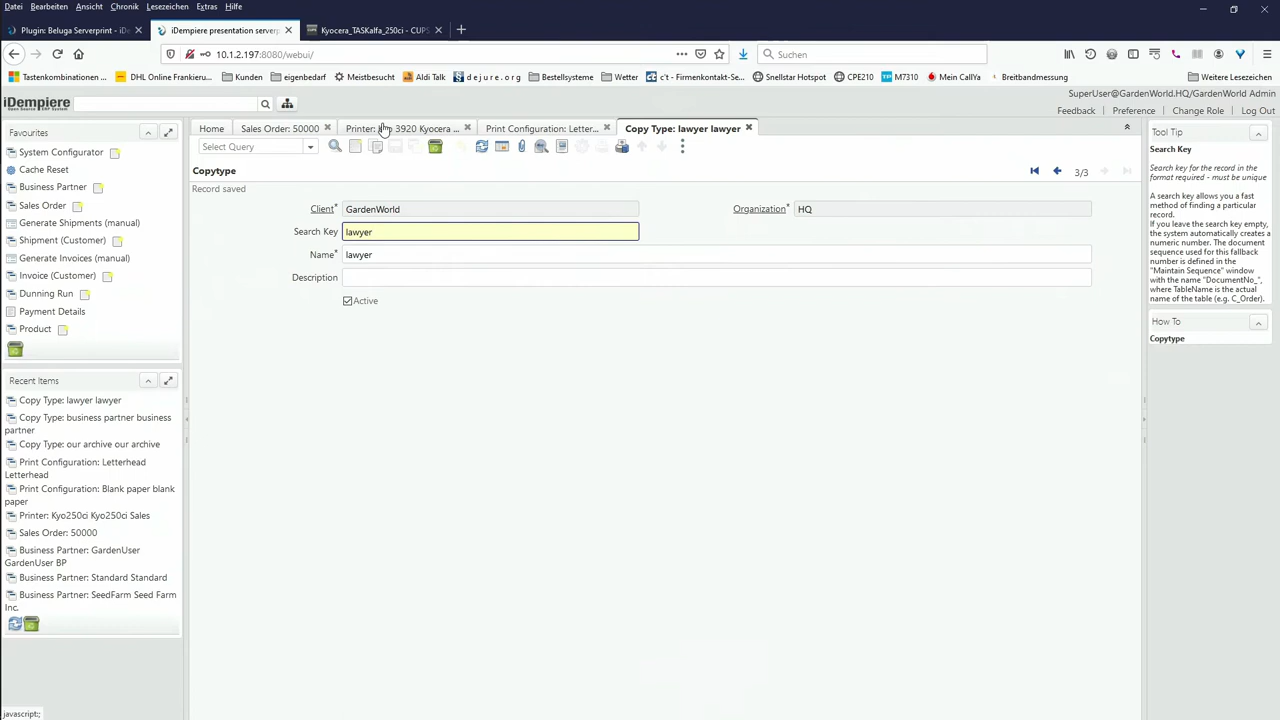 Datei Bearbeiten Ansicht Chronik Lesezeichen Extras Hilfe
Plugin: Beluga Serverprint - iDe
iDempiere presentation serverp
Kyocera_TASKalfa_250ci - CUPS
10.1.2.197:8080/webui/
Suchen
Tastenkombinationen ...
DHL Online Frankieru...
Kunden
eigenbedarf
Meistbesucht
Aldi Talk
d e j u r e . o r g
Bestellsysteme
Wetter
c't - Firmenkontakt-Se...
Snellstar Hotspot
CPE210
M7310
Mein CallYa
Breitbandmessung
Weitere Lesezeichen
iDempiere
SuperUser@GardenWorld.HQ/GardenWorld Admin
Feedback Preference Change Role Log Out
Favourites
System Configurator
Cache Reset
Business Partner
Sales Order
Generate Shipments (manual)
Shipment (Customer)
Generate Invoices (manual)
Invoice (Customer)
Dunning Run
Payment Details
Product
Recent Items
Copy Type: lawyer lawyer
Copy Type: business partner business
partner
Copy Type: our archive our archive
Print Configuration: Letterhead
Letterhead
Print Configuration: Blank paper blank
paper
Printer: Kyo250ci Kyo250ci Sales
Sales Order: 50000
Business Partner: GardenUser
GardenUser BP
Business Partner: Standard Standard
Business Partner: SeedFarm Seed Farm
Inc.
javascript:;
Home
Sales Order: 50000
Printer: 3920 Kyocera ...
Print Configuration: Letter...
Copy Type: lawyer lawyer
Select Query
Copytype
3/3
Record saved
Client* GardenWorld
Organization* HQ
Search Key lawyer
Name* lawyer
Description
Active
Tool Tip
Search Key
Search key for the record in the
format required - must be unique
A search key allows you a fast
method of finding a particular
record.
If you leave the search key empty,
the system automatically creates a
numeric number. The document
sequence used for this fallback
number is defined in the
"Maintain Sequence" window
with the name "DocumentNo_",
where TableName is the actual
name of the table (e.g. C_Order).
How To
Copytype